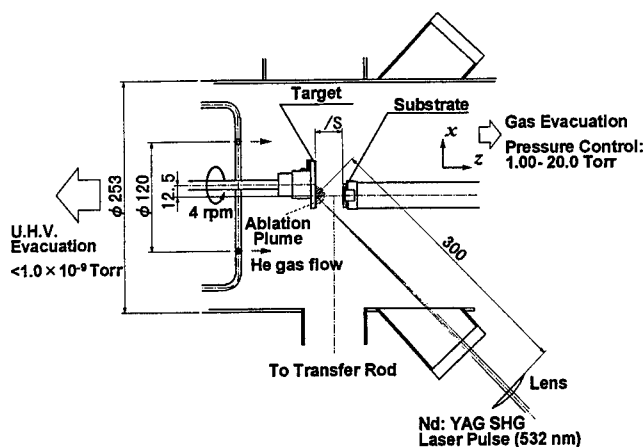 Target
/S
Substrate
x
z
Gas Evacuation
Pressure Control:
1.00- 20.0 Torr
φ253
φ120
12.5
4 rpm
U.H.V.
Evacuation
<1.0 × 10⁻⁹ Torr
Ablation
Plume
He gas flow
300
To Transfer Rod
Lens
Nd: YAG SHG
Laser Pulse (532 nm)